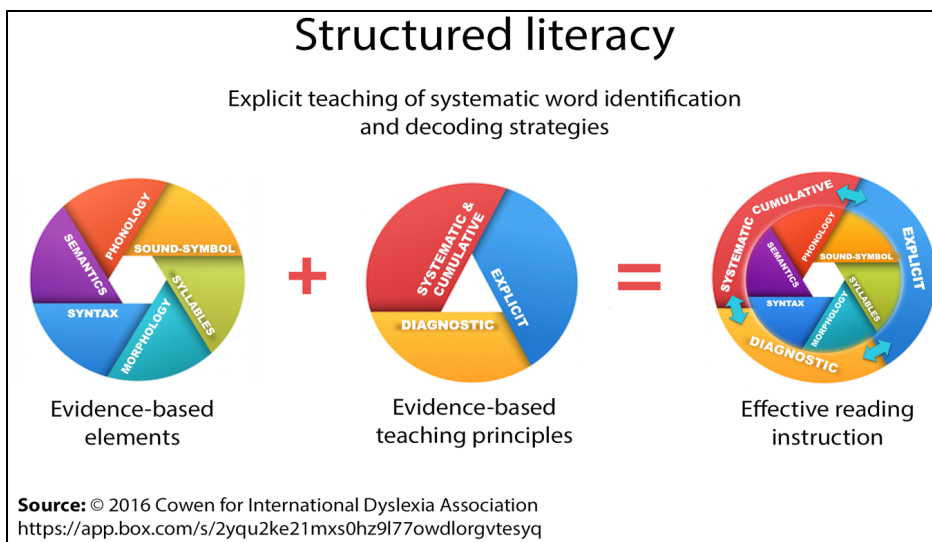 Structured literacy
Explicit teaching of systematic word identification
and decoding strategies
PHONOLOGY
SOUND-SYMBOL
SYLLABLES
MORPHOLOGY
SYNTAX
SEMANTICS
+
SYSTEMATIC &
CUMULATIVE
EXPLICIT
DIAGNOSTIC
=
SYSTEMATIC CUMULATIVE
EXPLICIT
DIAGNOSTIC
PHONOLOGY
SOUND-SYMBOL
SYLLABLES
MORPHOLOGY
SYNTAX
SEMANTICS
Evidence-based
elements
Evidence-based
teaching principles
Effective reading
instruction
Source: © 2016 Cowen for International Dyslexia Association
https://app.box.com/s/2yqu2ke21mxs0hz9l77owdlorgvtesyq